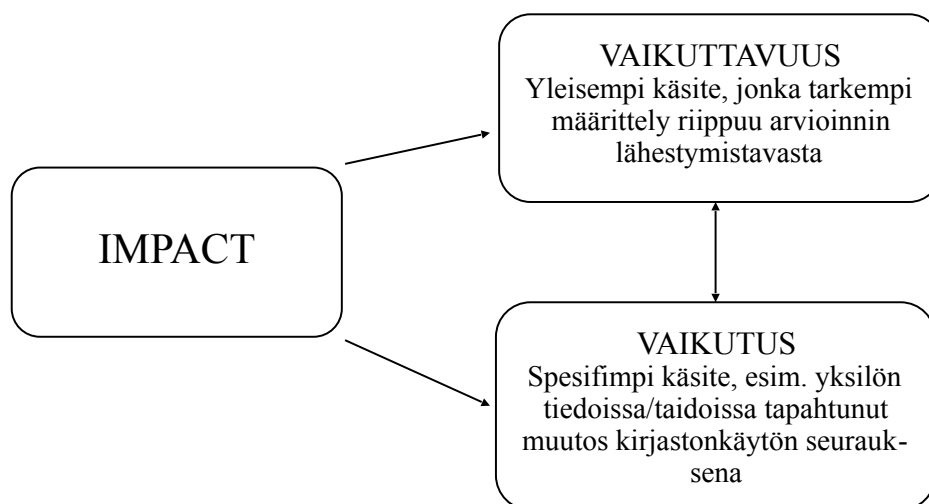 VAIKUTTAVUUS
Yleisempi käsite, jonka tarkempi
määrittely riippuu arvioinnin
lähestymistavasta
IMPACT
VAIKUTUS
Spesifimpi käsite, esim. yksilön
tiedoissa/taidoissa tapahtunut
muutos kirjastonkäytön seurauk-
sena